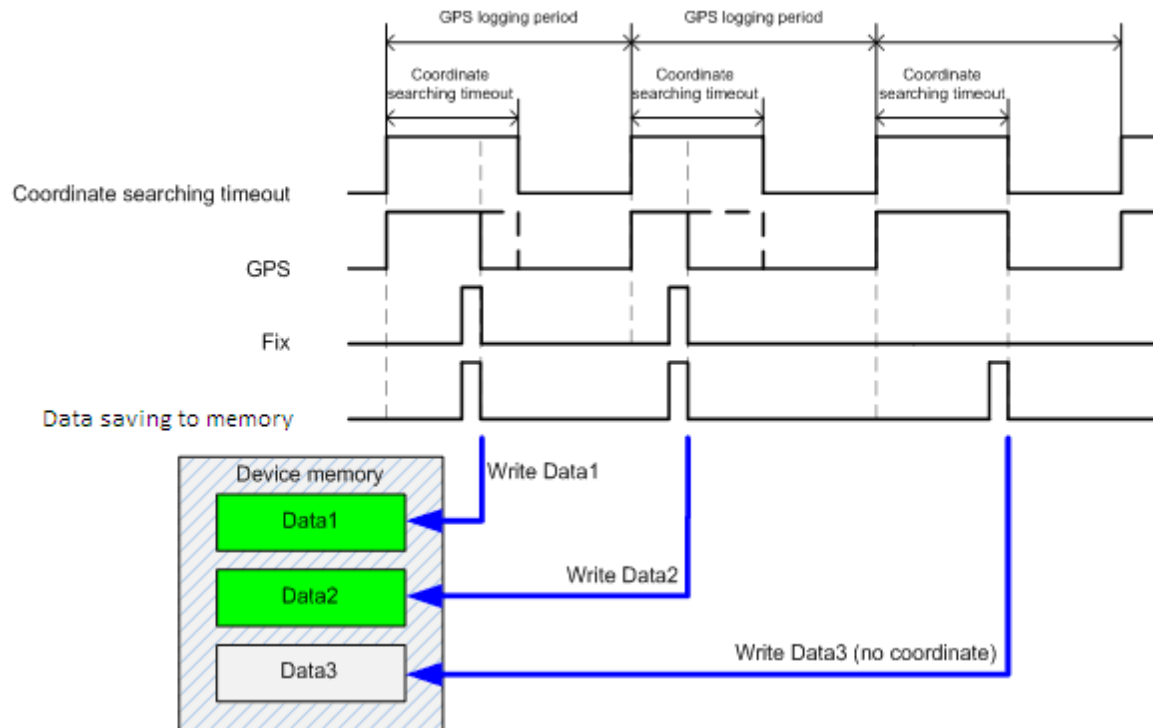 GPS logging period
GPS logging period
Coordinate
searching timeout
Coordinate
searching timeout
Coordinate
searching timeout
Coordinate searching timeout
GPS
Fix
Data saving to memory
Device memory
Write Data1
Data1
Write Data2
Data2
Write Data3 (no coordinate)
Data3